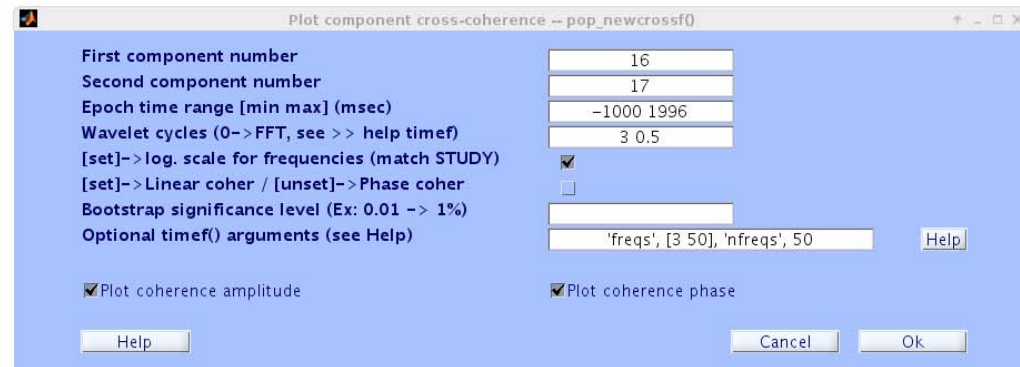 Plot component cross-coherence -- pop_newcrossf()
First component number 16
Second component number 17
Epoch time range [min max] (msec) -1000 1996
Wavelet cycles (0->FFT, see >> help timef) 3 0.5
[set]->log. scale for frequencies (match STUDY)
[set]->Linear coher / [unset]->Phase coher
Bootstrap significance level (Ex: 0.01 -> 1%)
Optional timef() arguments (see Help) 'freqs', [3 50], 'nfreqs', 50 Help
Plot coherence amplitude Plot coherence phase
Help Cancel Ok